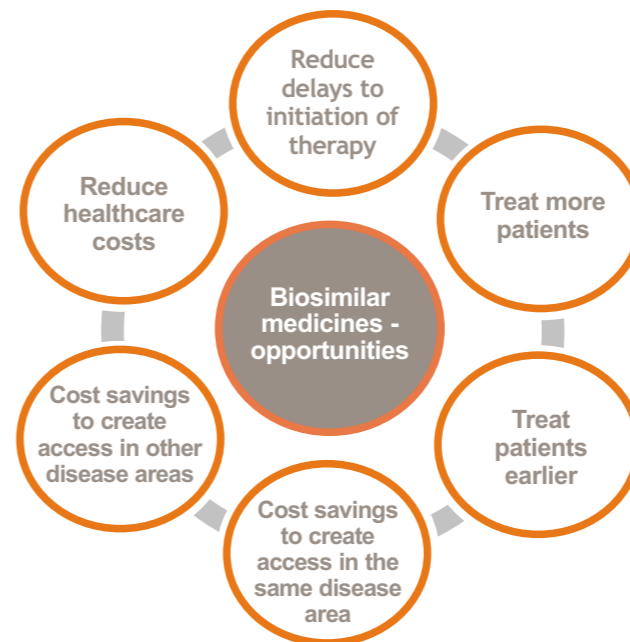 Reduce
delays to
initiation of
therapy
Treat more
patients
Treat
patients
earlier
Cost savings
to create
access in the
same disease
area
Cost savings
to create
access in other
disease areas
Reduce
healthcare
costs
Biosimilar
medicines -
opportunities